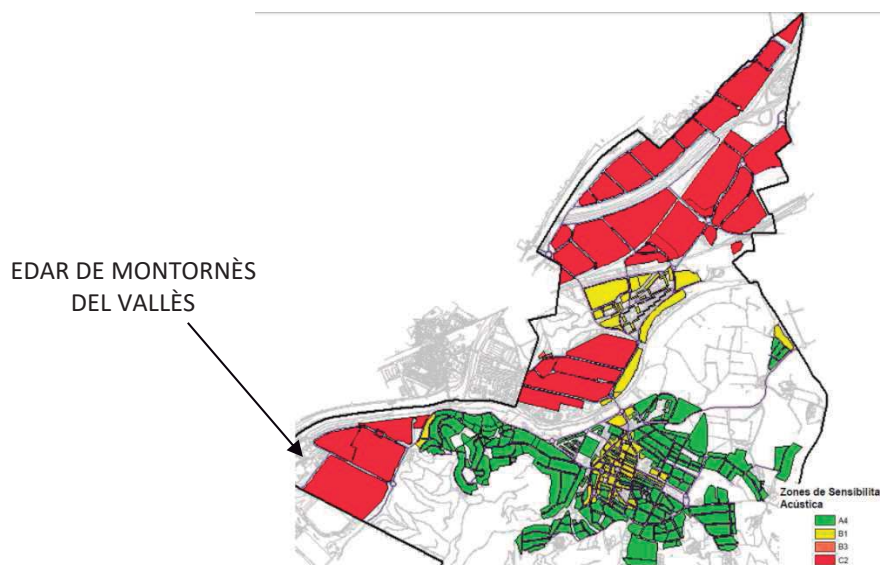 EDAR DE MONTORNÈS
DEL VALLÈS
Zones de Sensibilita
Acústica
A4
B1
B3
C2